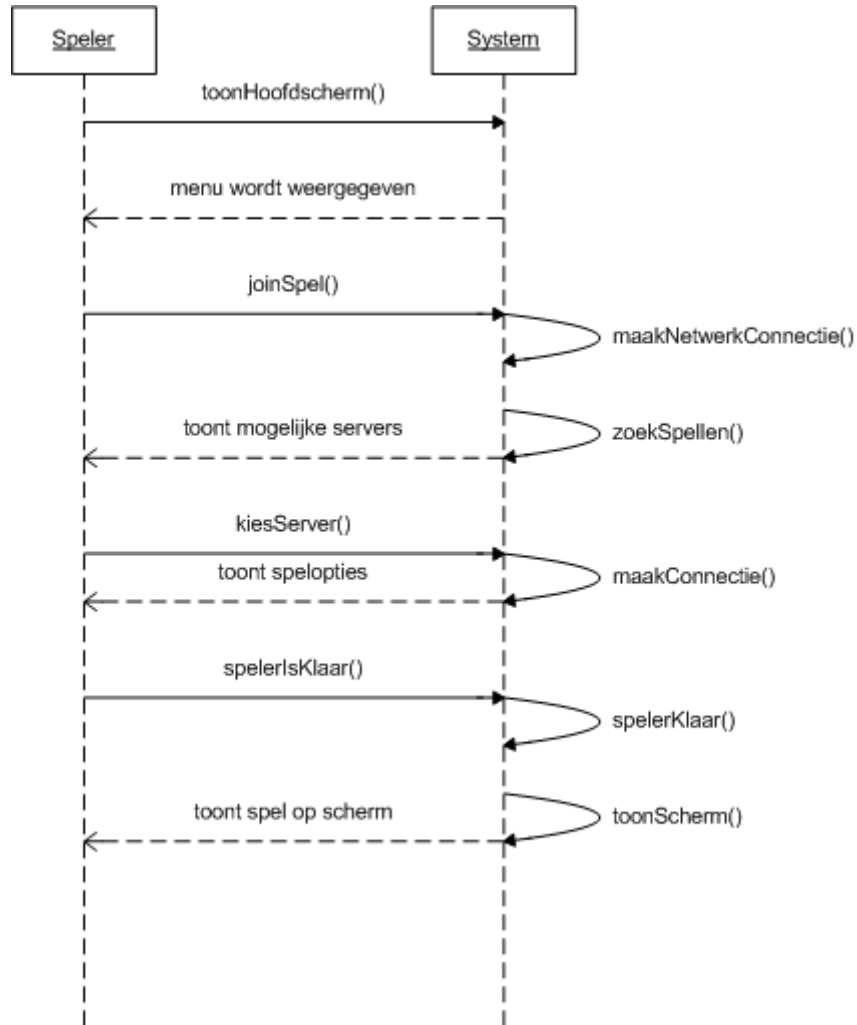 Speler
System
toonHoofdscherm()
menu wordt weergegeven
joinSpel()
maakNetwerkConnectie()
toont mogelijke servers
zoekSpellen()
kiesServer()
toont spelopties
maakConnectie()
spelerIsKlaar()
spelerKlaar()
toont spel op scherm
toonScherm()